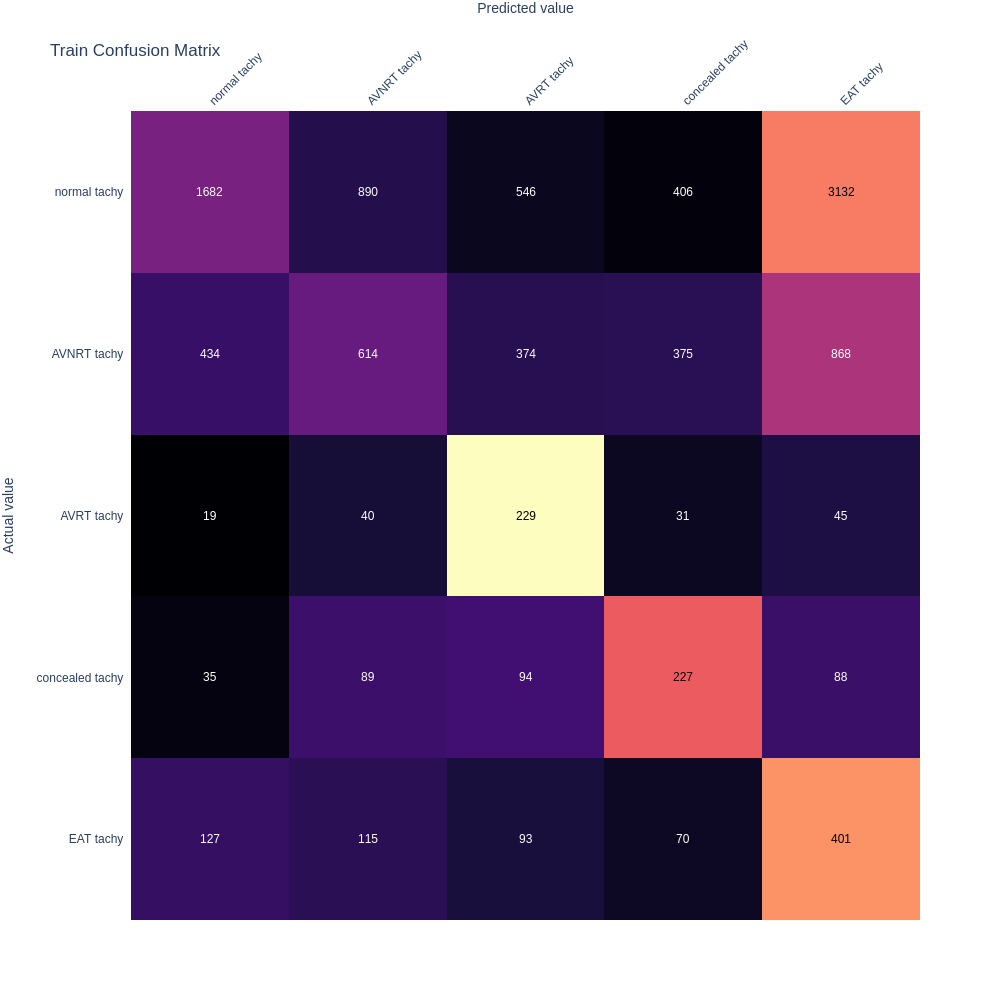 Predicted value
Train Confusion Matrix
normal tachy
AVNRT tachy
AVRT tachy
concealed tachy
EAT tachy
normal tachy 1682 890 546 406 3132
AVNRT tachy 434 614 374 375 868
Actual value
AVRT tachy 19 40 229 31 45
concealed tachy 35 89 94 227 88
EAT tachy 127 115 93 70 401